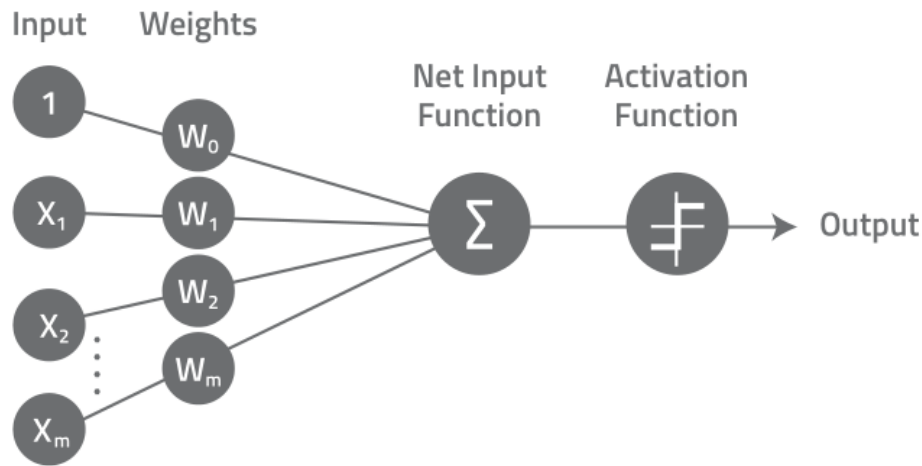 Input
Weights
Net Input
Function
Activation
Function
1
W₀
X₁
W₁
Σ
Output
X₂
W₂
Xₘ
Wₘ